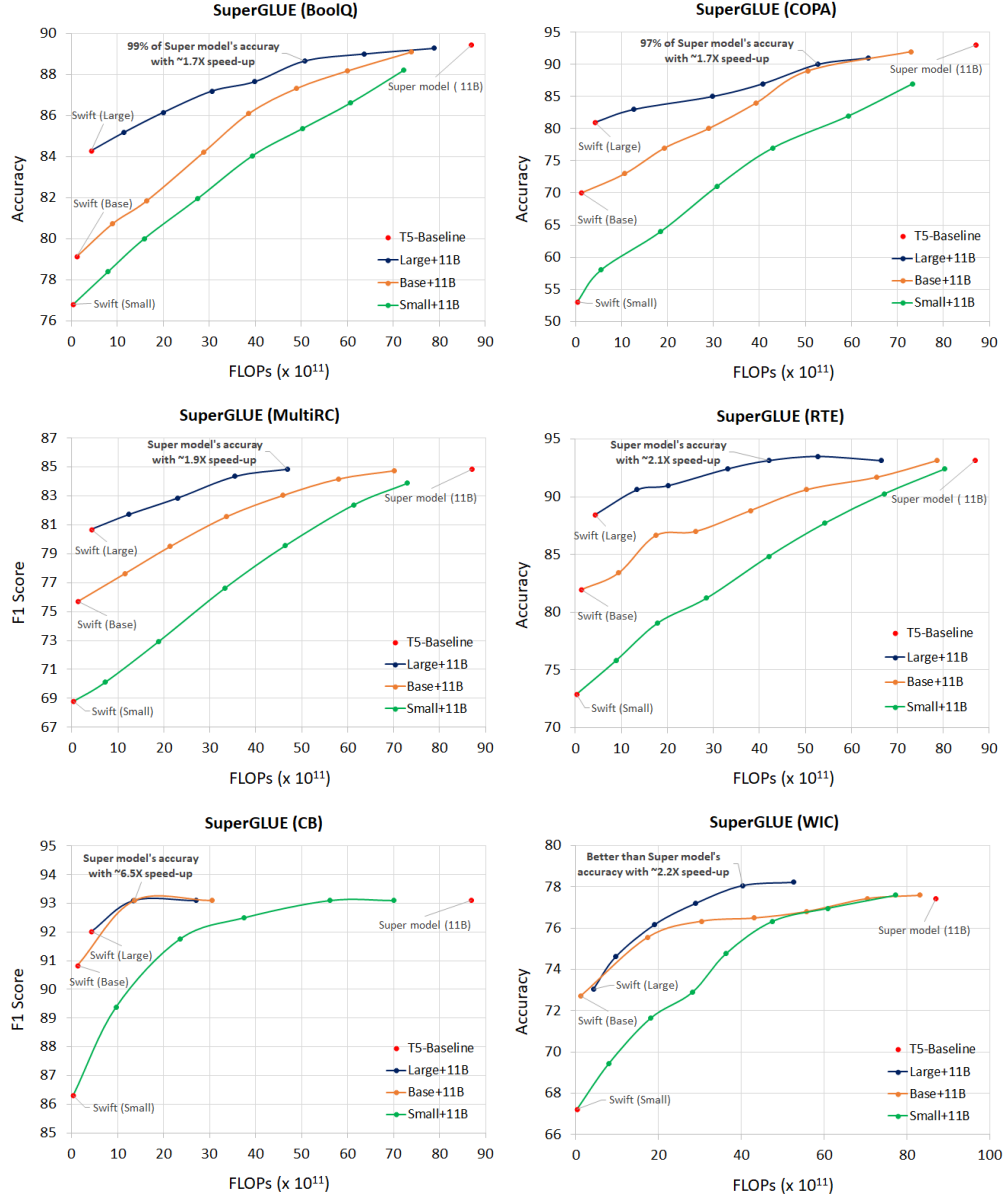 SuperGLUE (BoolQ)
90
88
86
84
82
80
78
76
Accuracy
99% of Super model's accuray
with ~1.7X speed-up
Swift (Large)
Super model ( 11B)
Swift (Base)
Swift (Small)
T5-Baseline
Large+11B
Base+11B
Small+11B
0 10 20 30 40 50 60 70 80 90
FLOPs (x 10¹¹)
SuperGLUE (COPA)
100
95
90
85
80
75
70
65
60
55
50
Accuracy
97% of Super model's accuray
with ~1.7X speed-up
Swift (Large)
Super model (11B)
Swift (Base)
Swift (Small)
T5-Baseline
Large+11B
Base+11B
Small+11B
0 10 20 30 40 50 60 70 80 90
FLOPs (x 10¹¹)
SuperGLUE (MultiRC)
87
85
83
81
79
77
75
73
71
69
67
F1 Score
Super model's accuray
with ~1.9X speed-up
Super model (11B)
Swift (Large)
Swift (Base)
Swift (Small)
T5-Baseline
Large+11B
Base+11B
Small+11B
0 10 20 30 40 50 60 70 80 90
FLOPs (x 10¹¹)
SuperGLUE (RTE)
95
90
85
80
75
70
Accuracy
Super model's accuray
with ~2.1X speed-up
Super model ( 11B)
Swift (Large)
Swift (Base)
Swift (Small)
T5-Baseline
Large+11B
Base+11B
Small+11B
0 10 20 30 40 50 60 70 80 90
FLOPs (x 10¹¹)
SuperGLUE (CB)
95
94
93
92
91
90
89
88
87
86
85
F1 Score
Super model's accuray
with ~6.5X speed-up
Super model (11B)
Swift (Large)
Swift (Base)
Swift (Small)
T5-Baseline
Large+11B
Base+11B
Small+11B
0 10 20 30 40 50 60 70 80 90
FLOPs (x 10¹¹)
SuperGLUE (WIC)
80
78
76
74
72
70
68
66
Accuracy
Better than Super model's
accuracy with ~2.2X speed-up
Super model (11B)
Swift (Large)
Swift (Base)
Swift (Small)
T5-Baseline
Large+11B
Base+11B
Small+11B
0 20 40 60 80 100
FLOPs (x 10¹¹)